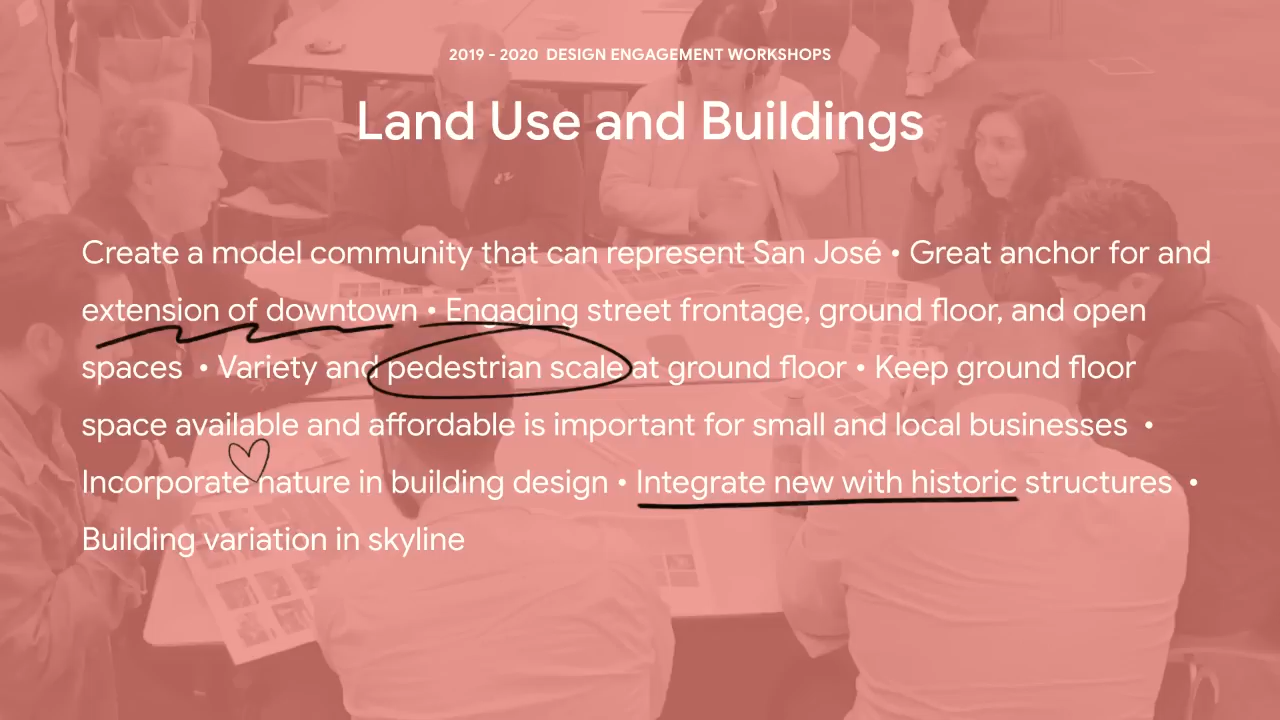 2019 - 2020 DESIGN ENGAGEMENT WORKSHOPS
Land Use and Buildings
Create a model community that can represent San José • Great anchor for and
extension of downtown • Engaging street frontage, ground floor, and open
spaces • Variety and pedestrian scale at ground floor • Keep ground floor
space available and affordable is important for small and local businesses •
Incorporate nature in building design • Integrate new with historic structures •
Building variation in skyline